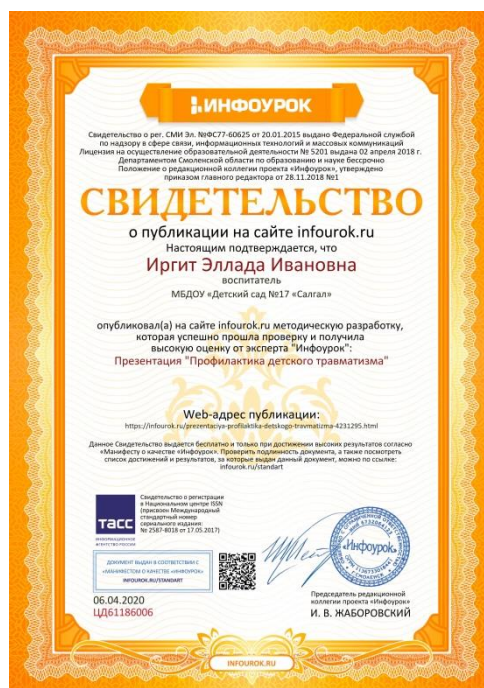 ИНФОУРОК
Свидетельство о рег. СМИ Эл. №ФС77-60625 от 20.01.2015 выдано Федеральной службой
по надзору в сфере связи, информационных технологий и массовых коммуникаций
Лицензия на осуществление образовательной деятельности № 5201 выдана 02 апреля 2018 г.
Департаментом Смоленской области по образованию и науке бессрочно
Положение о редакционной коллегии проекта «Инфоурок», утверждено
приказом главного редактора от 28.11.2018 №1
СВИДЕТЕЛЬСТВО
о публикации на сайте infourok.ru
Настоящим подтверждается, что
Иргит Эллада Ивановна
воспитатель
МБДОУ «Детский сад №17 «Салгал»
опубликовал(а) на сайте infourok.ru методическую разработку,
которая успешно прошла проверку и получила
высокую оценку от эксперта "Инфоурок":
Презентация "Профилактика детского травматизма"
Web-адрес публикации:
https://infourok.ru/prezentaciya-profilaktika-detskogo-travmatizma-4231295.html
Данное Свидетельство выдается бесплатно и только при достижении высоких результатов согласно
«Манифесту о качестве «Инфоурок». Проверить подлинность документа, а также посмотреть
список достижений и результатов, за которые выдан данный документ, можно по ссылке:
infourok.ru/standart
Свидетельство о регистрации
в Национальном центре ISSN
(присвоен Международный
стандартный номер
сериального издания:
№ 2587-8018 от 17.05.2017)
ТАСС
ИНФОРМАЦИОННОЕ
АГЕНТСТВО РОССИИ
ДОКУМЕНТ ВЫДАН В СООТВЕТСТВИИ С
«МАНИФЕСТОМ О КАЧЕСТВЕ «ИНФОУРОК»
INFOUROK.RU/STANDART
06.04.2020
ЦД61186006
«Инфоурок»
Председатель редакционной
коллегии проекта «Инфоурок»
И. В. ЖАБОРОВСКИЙ
INFOUROK.RU